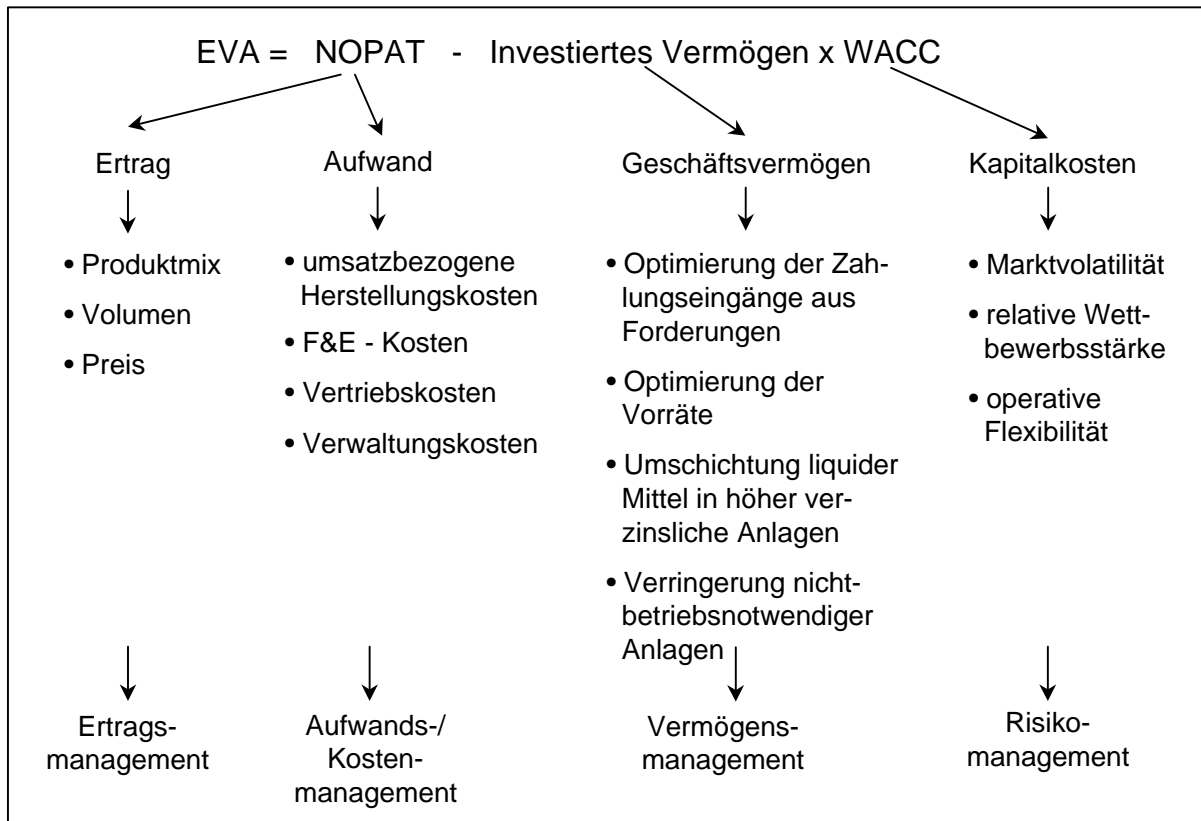 EVA = NOPAT - Investiertes Vermögen x WACC
Ertrag
• Produktmix
• Volumen
• Preis
Ertrags-
management
Aufwand
• umsatzbezogene
Herstellungskosten
• F&E - Kosten
• Vertriebskosten
• Verwaltungskosten
Aufwands-/
Kosten-
management
Geschäftsvermögen
• Optimierung der Zah-
lungseingänge aus
Forderungen
• Optimierung der
Vorräte
• Umschichtung liquider
Mittel in höher ver-
zinsliche Anlagen
• Verringerung nicht-
betriebsnotwendiger
Anlagen
Vermögens-
management
Kapitalkosten
• Marktvolatilität
• relative Wett-
bewerbsstärke
• operative
Flexibilität
Risiko-
management